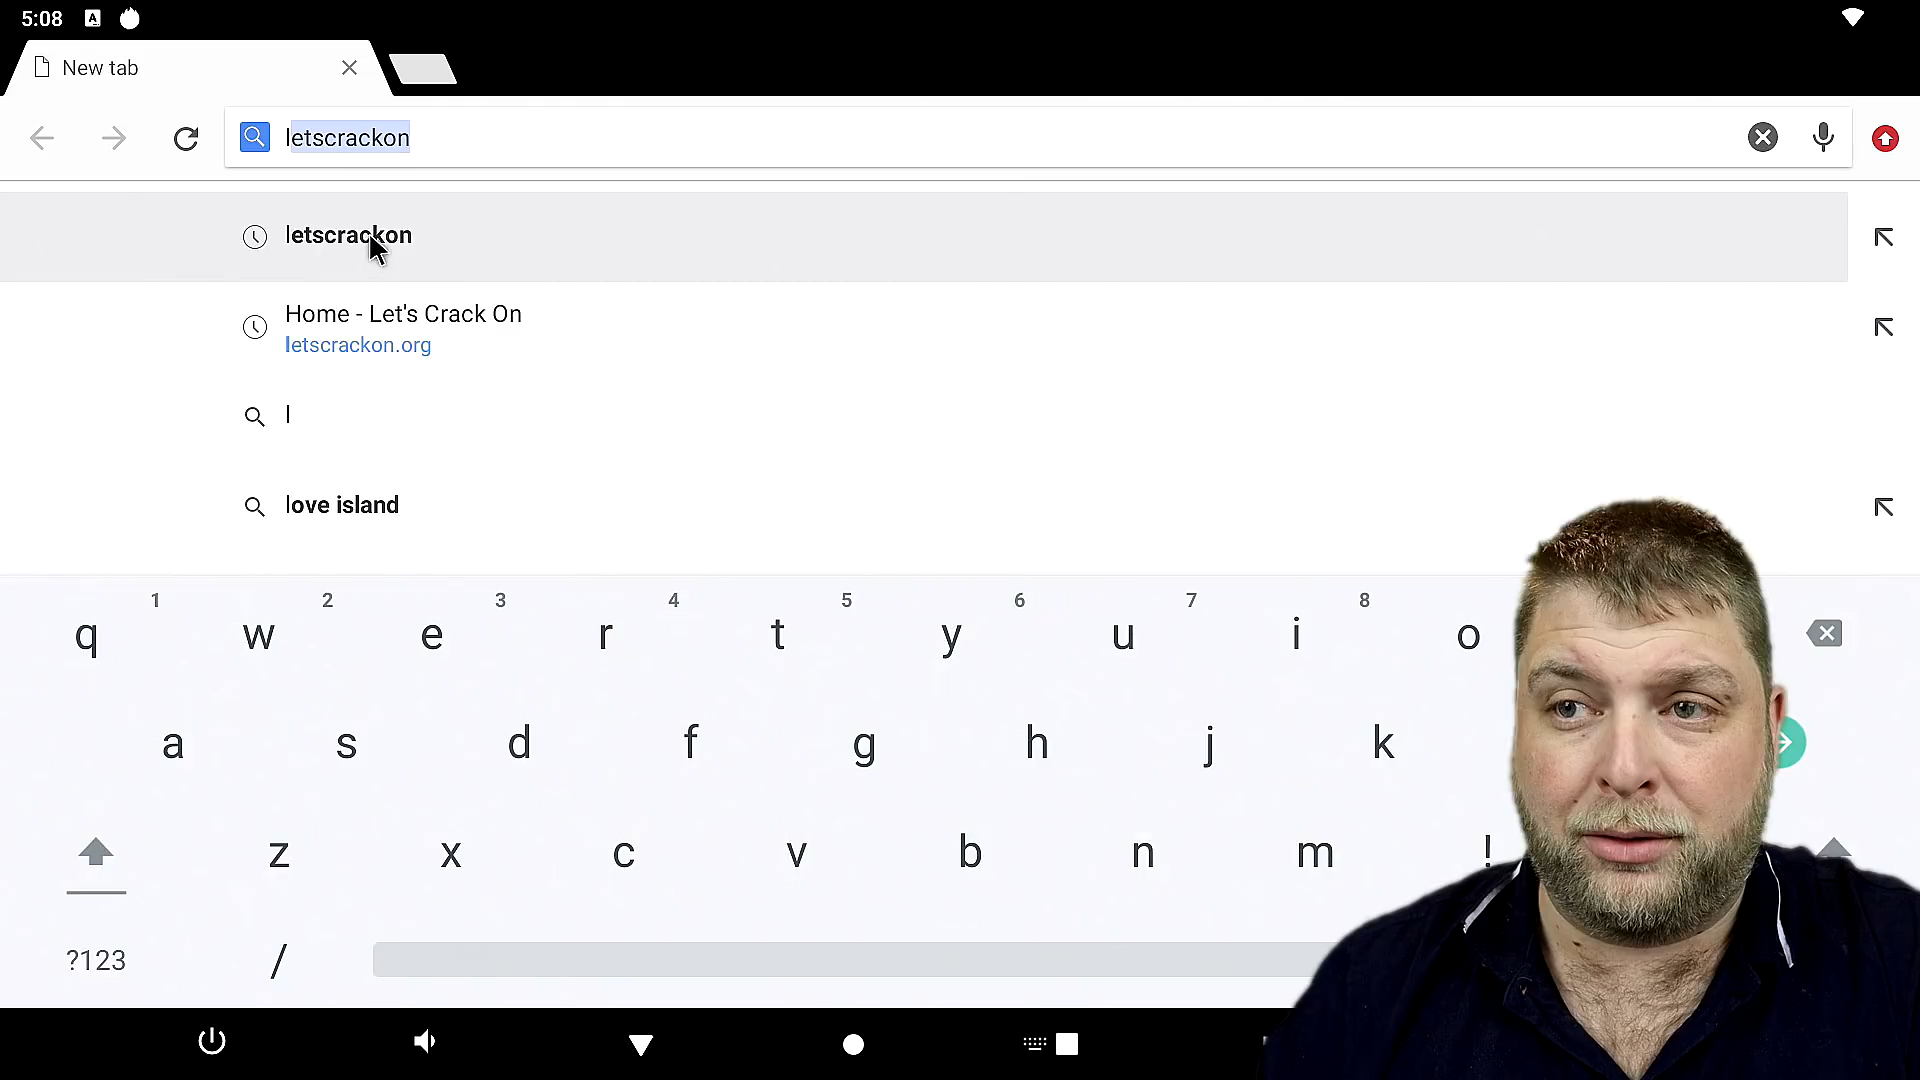 5:08
New tab
letscrackon
letscrackon
Home - Let's Crack On
letscrackon.org
l
love island
1 2 3 4 5 6 7 8
q w e r t y u i o
a s d f g h j k
z x c v b n m !
?123 /